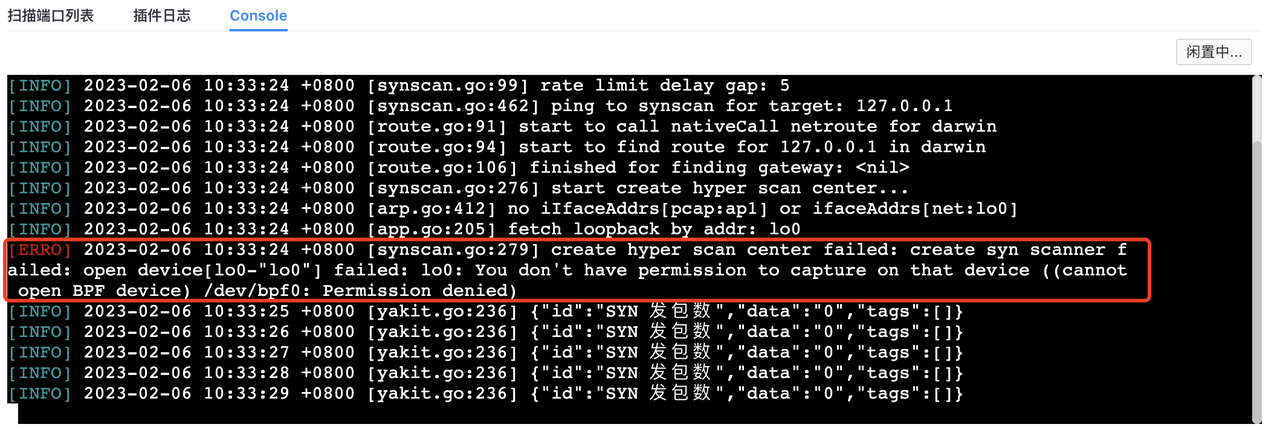 扫描端口列表 插件日志 Console
闲置中...
[INFO] 2023-02-06 10:33:24 +0800 [synscan.go:99] rate limit delay gap: 5
[INFO] 2023-02-06 10:33:24 +0800 [synscan.go:462] ping to synscan for target: 127.0.0.1
[INFO] 2023-02-06 10:33:24 +0800 [route.go:91] start to call nativeCall netroute for darwin
[INFO] 2023-02-06 10:33:24 +0800 [route.go:94] start to find route for 127.0.0.1 in darwin
[INFO] 2023-02-06 10:33:24 +0800 [route.go:106] finished for finding gateway: <nil>
[INFO] 2023-02-06 10:33:24 +0800 [synscan.go:276] start create hyper scan center...
[INFO] 2023-02-06 10:33:24 +0800 [arp.go:412] no iIfaceAddrs[pcap:ap1] or ifaceAddrs[net:lo0]
[INFO] 2023-02-06 10:33:24 +0800 [app.go:205] fetch loopback by addr: lo0
[ERRO] 2023-02-06 10:33:24 +0800 [synscan.go:279] create hyper scan center failed: create syn scanner f
ailed: open device[lo0-"lo0"] failed: lo0: You don't have permission to capture on that device ((cannot
open BPF device) /dev/bpf0: Permission denied)
[INFO] 2023-02-06 10:33:25 +0800 [yakit.go:236] {"id":"SYN 发包数","data":"0","tags":[]}
[INFO] 2023-02-06 10:33:26 +0800 [yakit.go:236] {"id":"SYN 发包数","data":"0","tags":[]}
[INFO] 2023-02-06 10:33:27 +0800 [yakit.go:236] {"id":"SYN 发包数","data":"0","tags":[]}
[INFO] 2023-02-06 10:33:28 +0800 [yakit.go:236] {"id":"SYN 发包数","data":"0","tags":[]}
[INFO] 2023-02-06 10:33:29 +0800 [yakit.go:236] {"id":"SYN 发包数","data":"0","tags":[]}